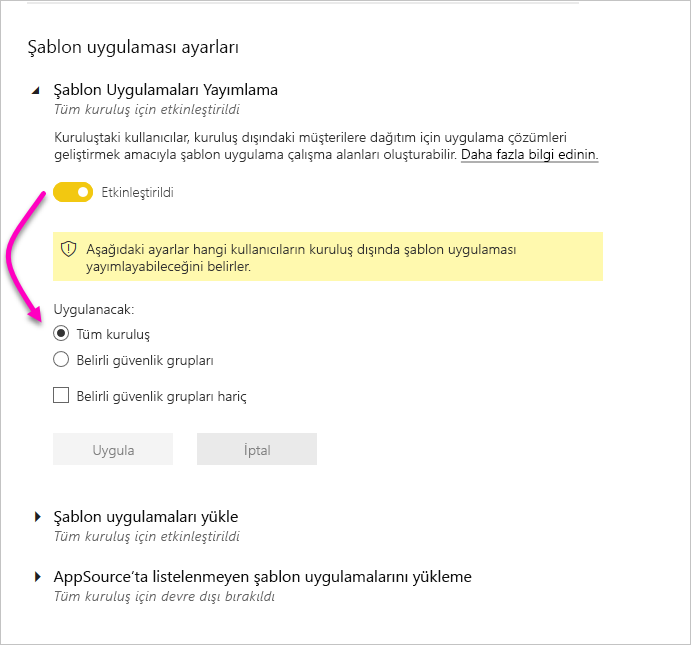 Şablon uygulaması ayarları
Şablon Uygulamaları Yayımlama
Tüm kuruluş için etkinleştirildi
Kuruluştaki kullanıcılar, kuruluş dışındaki müşterilere dağıtım için uygulama çözümleri
geliştirmek amacıyla şablon uygulama çalışma alanları oluşturabilir. Daha fazla bilgi edinin.
Etkinleştirildi
Aşağıdaki ayarlar hangi kullanıcıların kuruluş dışında şablon uygulaması
yayımlayabileceğini belirler.
Uygulanacak:
Tüm kuruluş
Belirli güvenlik grupları
Belirli güvenlik grupları hariç
Uygula
İptal
Şablon uygulamaları yükle
Tüm kuruluş için etkinleştirildi
AppSource’ta listelenmeyen şablon uygulamalarını yükleme
Tüm kuruluş için devre dışı bırakıldı